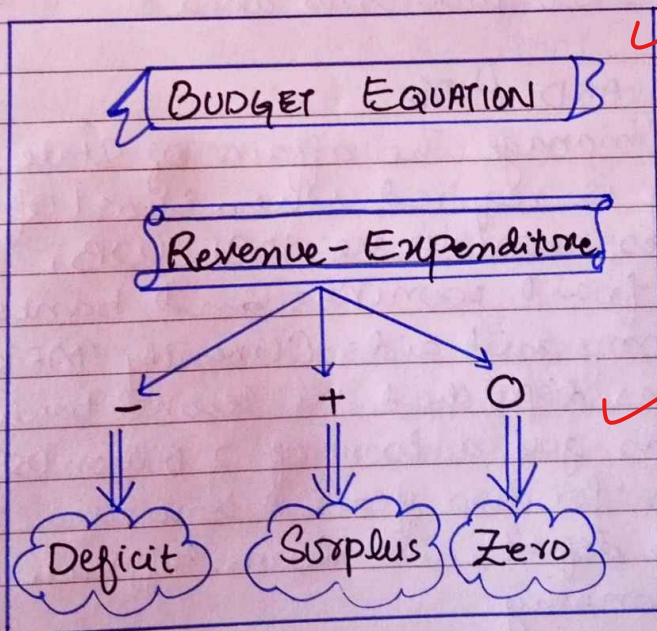 BUDGET EQUATION
Revenue - Expenditure
- + 0
Deficit Surplus Zero